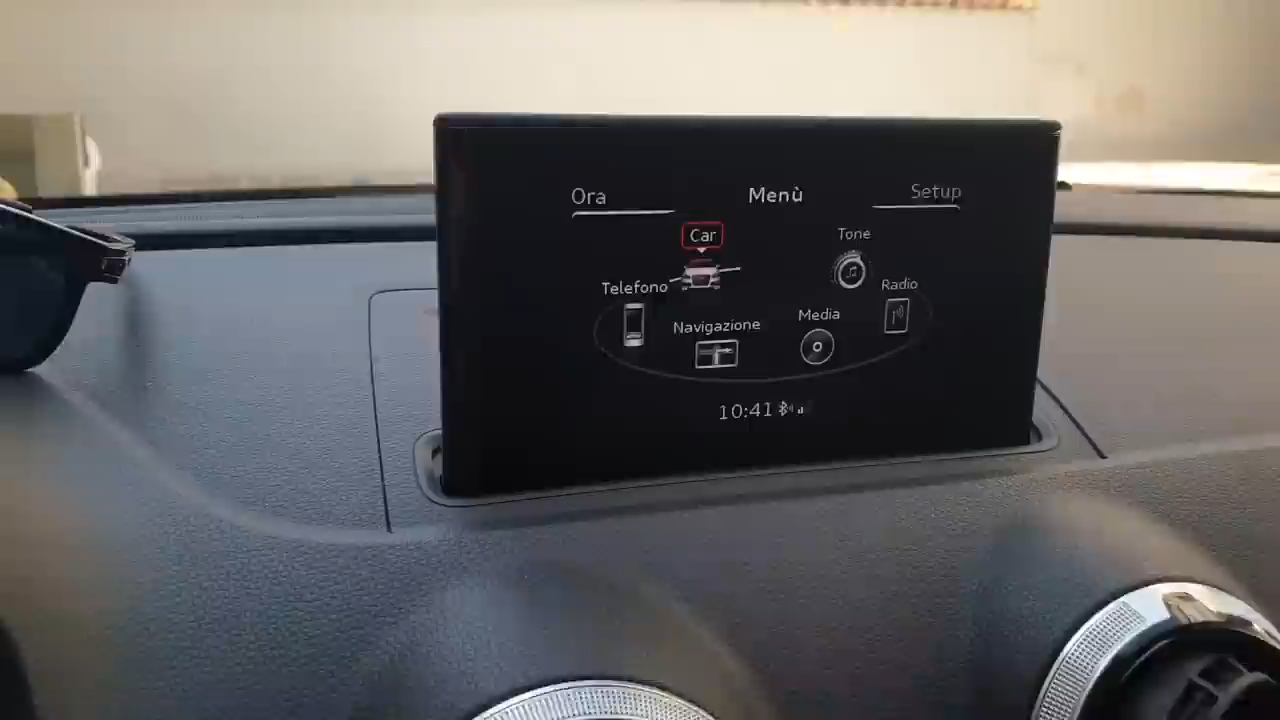 Ora Menù Setup
Car
Tone
Telefono
Radio
Navigazione
Media
10:41